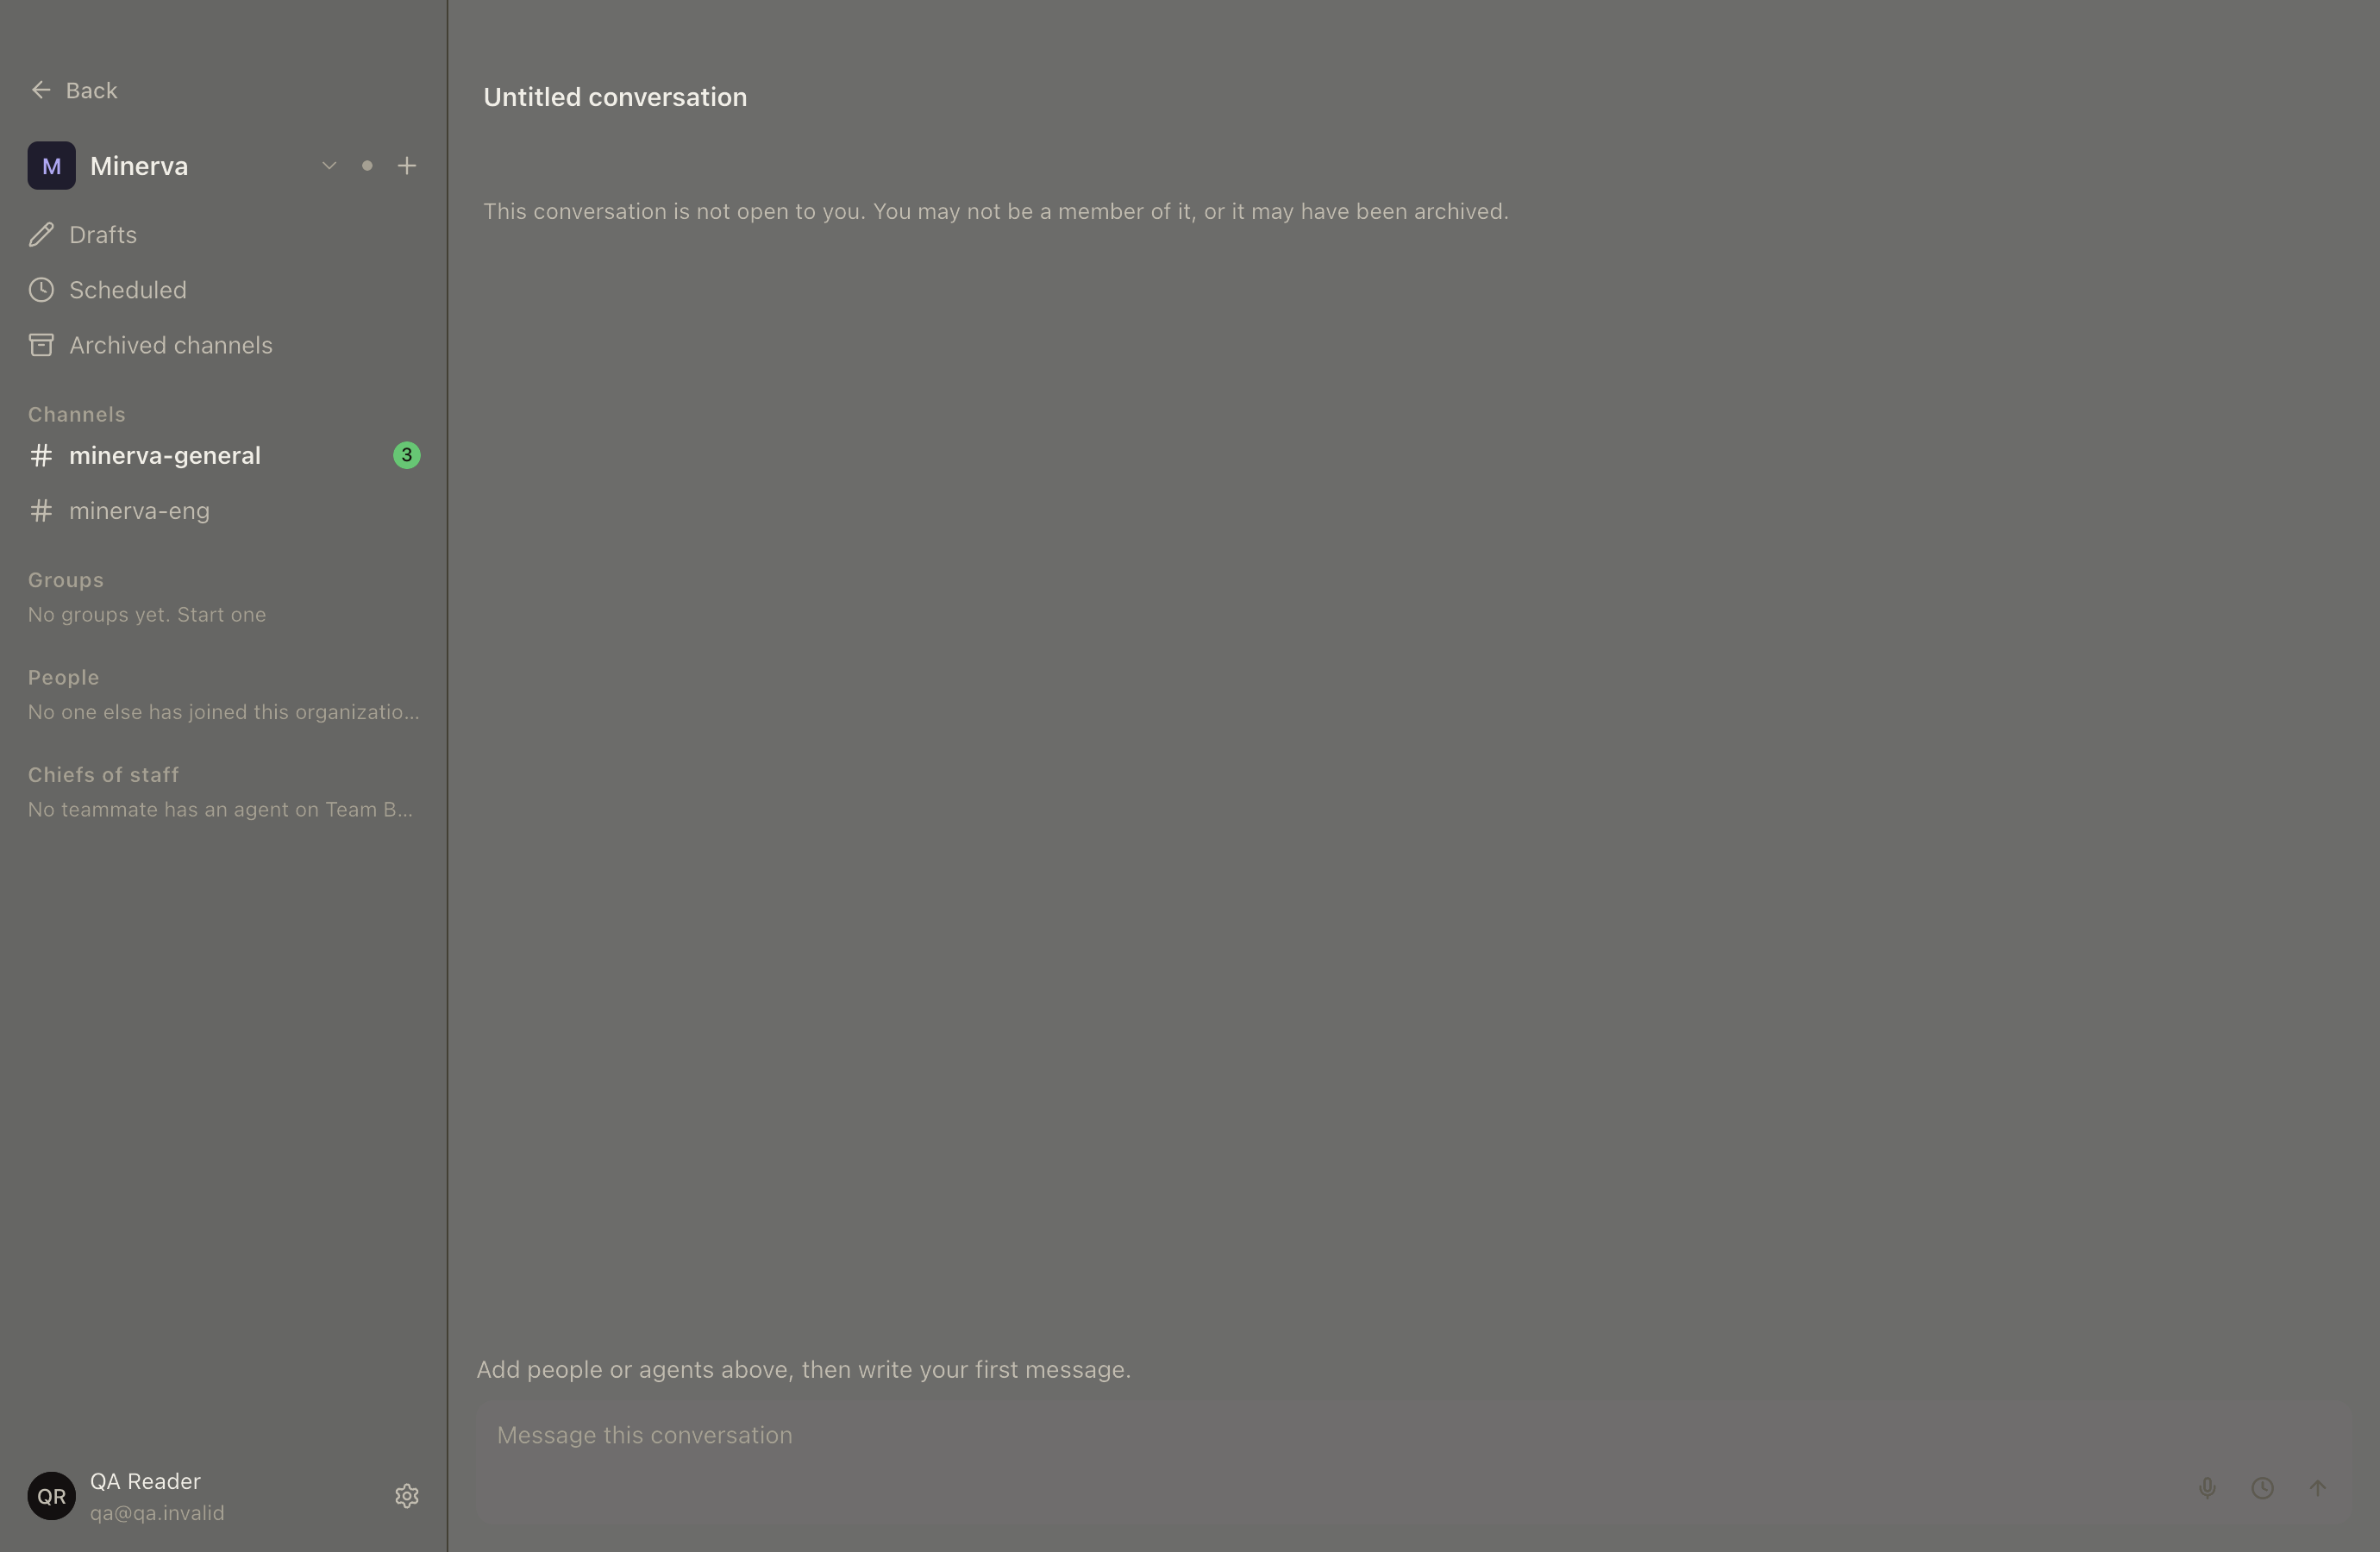 Back
M Minerva
Drafts
Scheduled
Archived channels
Channels
# minerva-general 3
# minerva-eng
Groups
No groups yet. Start one
People
No one else has joined this organizatio...
Chiefs of staff
No teammate has an agent on Team B...
QR QA Reader
qa@qa.invalid
Untitled conversation
This conversation is not open to you. You may not be a member of it, or it may have been archived.
Add people or agents above, then write your first message.
Message this conversation